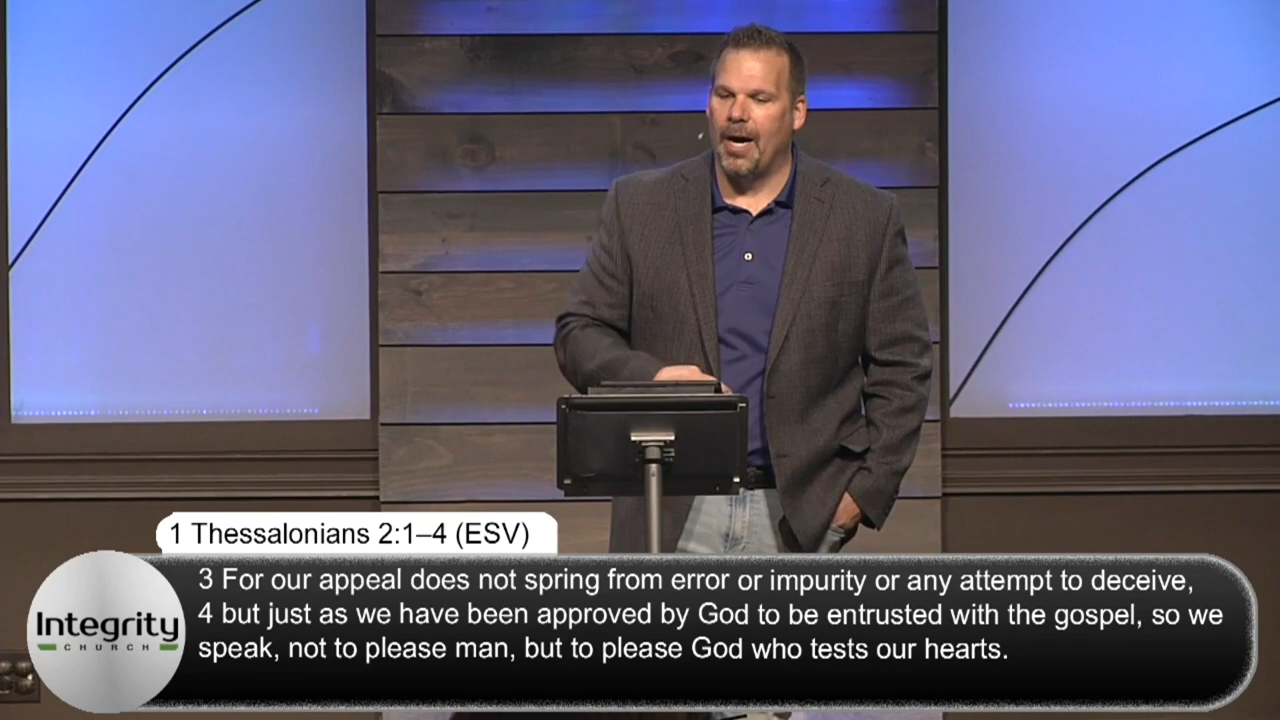 1 Thessalonians 2:1–4 (ESV)
3 For our appeal does not spring from error or impurity or any attempt to deceive,
4 but just as we have been approved by God to be entrusted with the gospel, so we
speak, not to please man, but to please God who tests our hearts.
Integrity
CHURCH